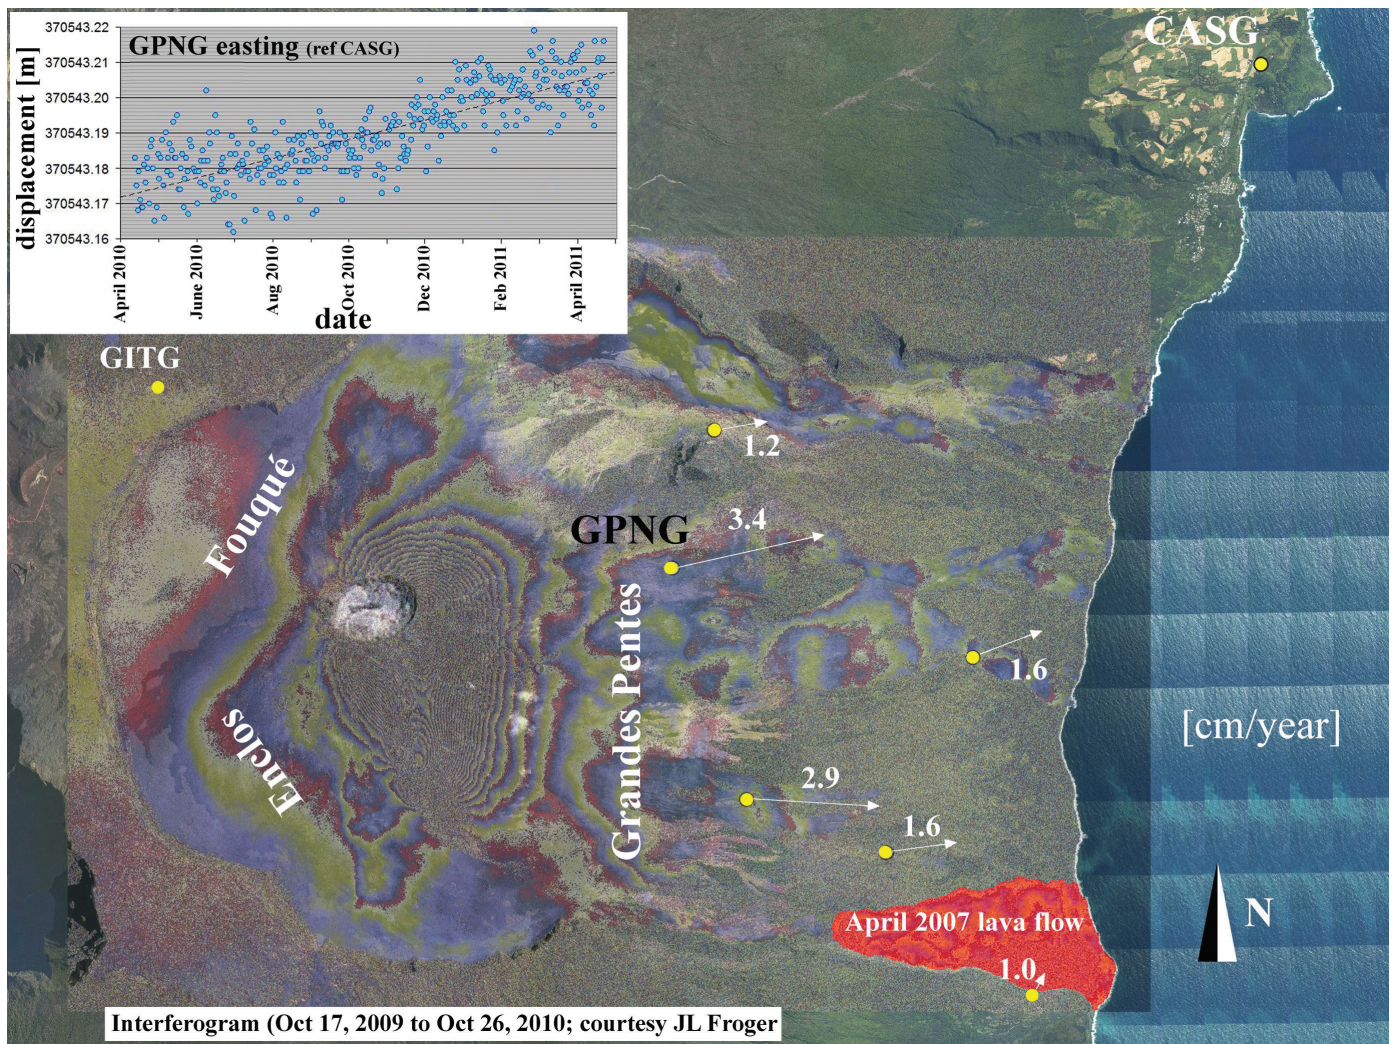 GPNG easting (ref CASG)
displacement [m]
370543.22
370543.21
370543.20
370543.19
370543.18
370543.17
370543.16
April 2010
June 2010
Aug 2010
Oct 2010
Dec 2010
Feb 2011
April 2011
date
CASG
GITG
1.2
Fouqué
GPNG
3.4
Grandes Pentes
1.6
Enclos
[cm/year]
2.9
1.6
April 2007 lava flow
N
1.0
Interferogram (Oct 17, 2009 to Oct 26, 2010; courtesy JL Froger